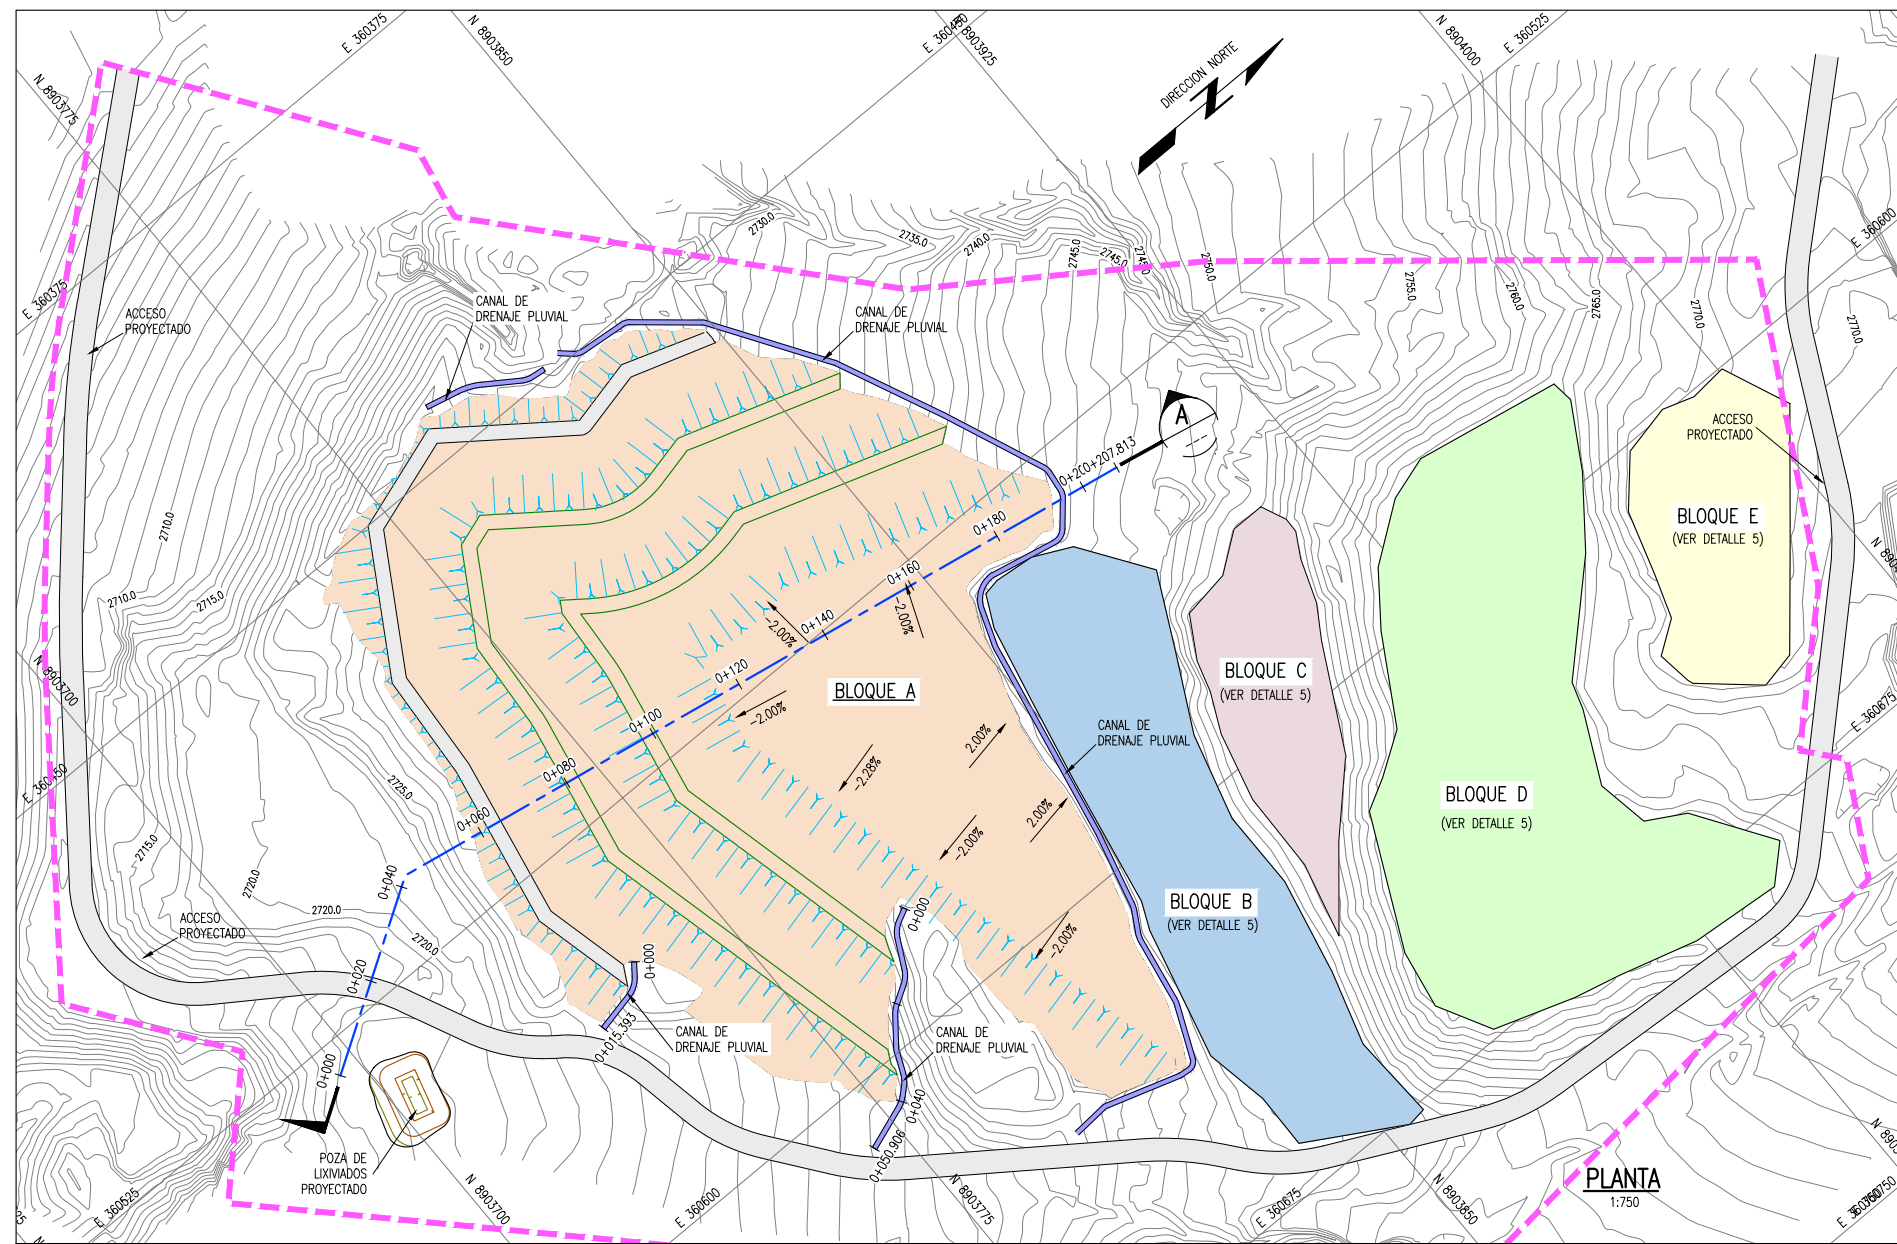 E 360375
N 8903850
E 360450
N 8903925
N 8904000
E 360525
N 8903775
DIRECCION NORTE
N
2730.0
2735.0
2740.0
2745.0
2745.0
2745.0
2750.0
2755.0
2760.0
2765.0
2770.0
2770.0
E 360600
E 360375
ACCESO
PROYECTADO
CANAL DE
DRENAJE PLUVIAL
CANAL DE
DRENAJE PLUVIAL
A
0+207.813
0+180
0+160
0+140
0+120
0+100
0+080
0+060
0+040
0+020
0+000
-2.00%
-2.00%
-2.00%
-2.28%
2.00%
2.00%
-2.00%
-2.00%
BLOQUE A
ACCESO
PROYECTADO
BLOQUE E
(VER DETALLE 5)
BLOQUE C
(VER DETALLE 5)
CANAL DE
DRENAJE PLUVIAL
BLOQUE D
(VER DETALLE 5)
BLOQUE B
(VER DETALLE 5)
2710.0
2710.0
2715.0
N 8903700
2725.0
2715.0
2720.0
2720.0
2720.0
E 360675
ACCESO
PROYECTADO
0+000
0+015.393
CANAL DE
DRENAJE PLUVIAL
0+000
CANAL DE
DRENAJE PLUVIAL
0+040
0+050.906
POZA DE
LIXIVIADOS
PROYECTADO
E 360525
N 8903700
E 360600
N 8903775
E 360675
N 8903850
PLANTA
1:750